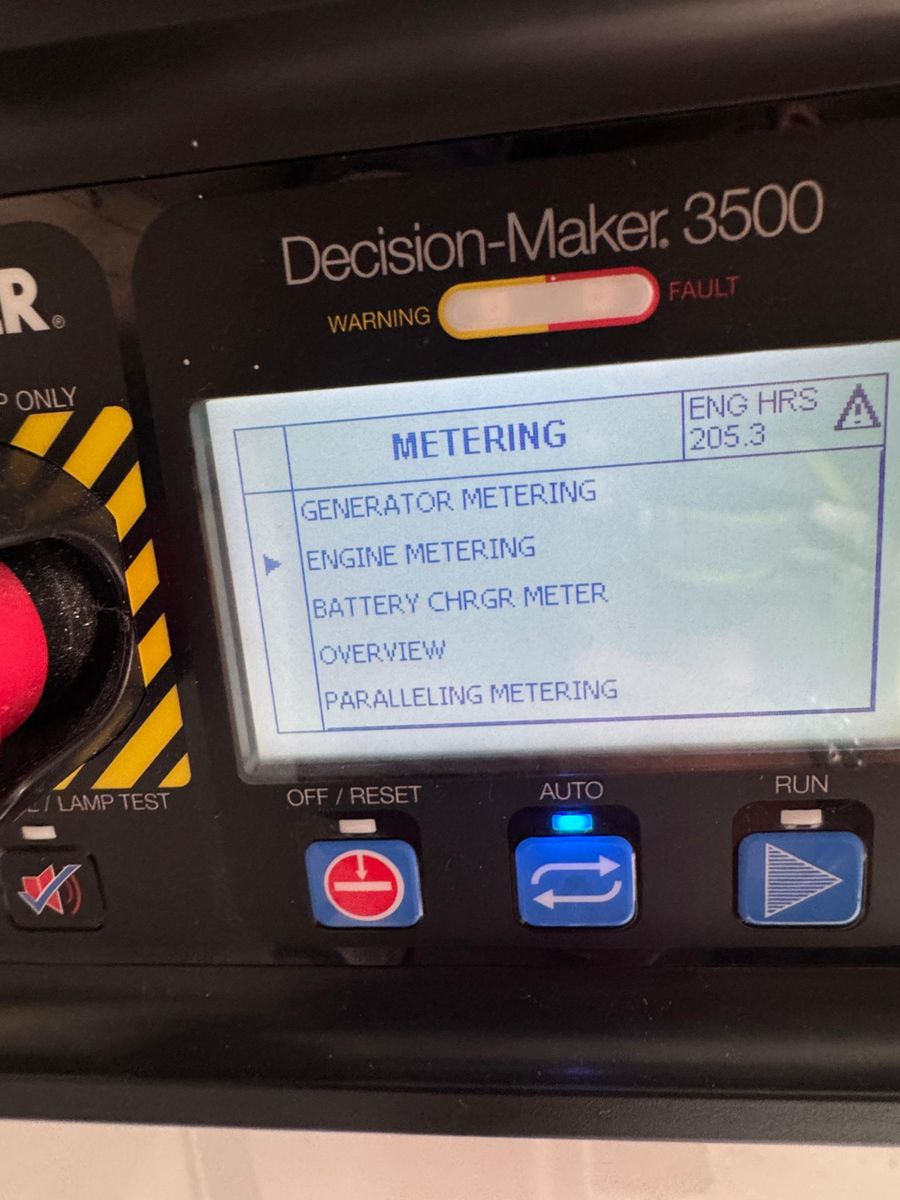 Decision-Maker® 3500
WARNING
FAULT
ONLY
METERING
ENG HRS
205.3
GENERATOR METERING
ENGINE METERING
BATTERY CHRGR METER
OVERVIEW
PARALLELING METERING
/ LAMP TEST
OFF / RESET
AUTO
RUN